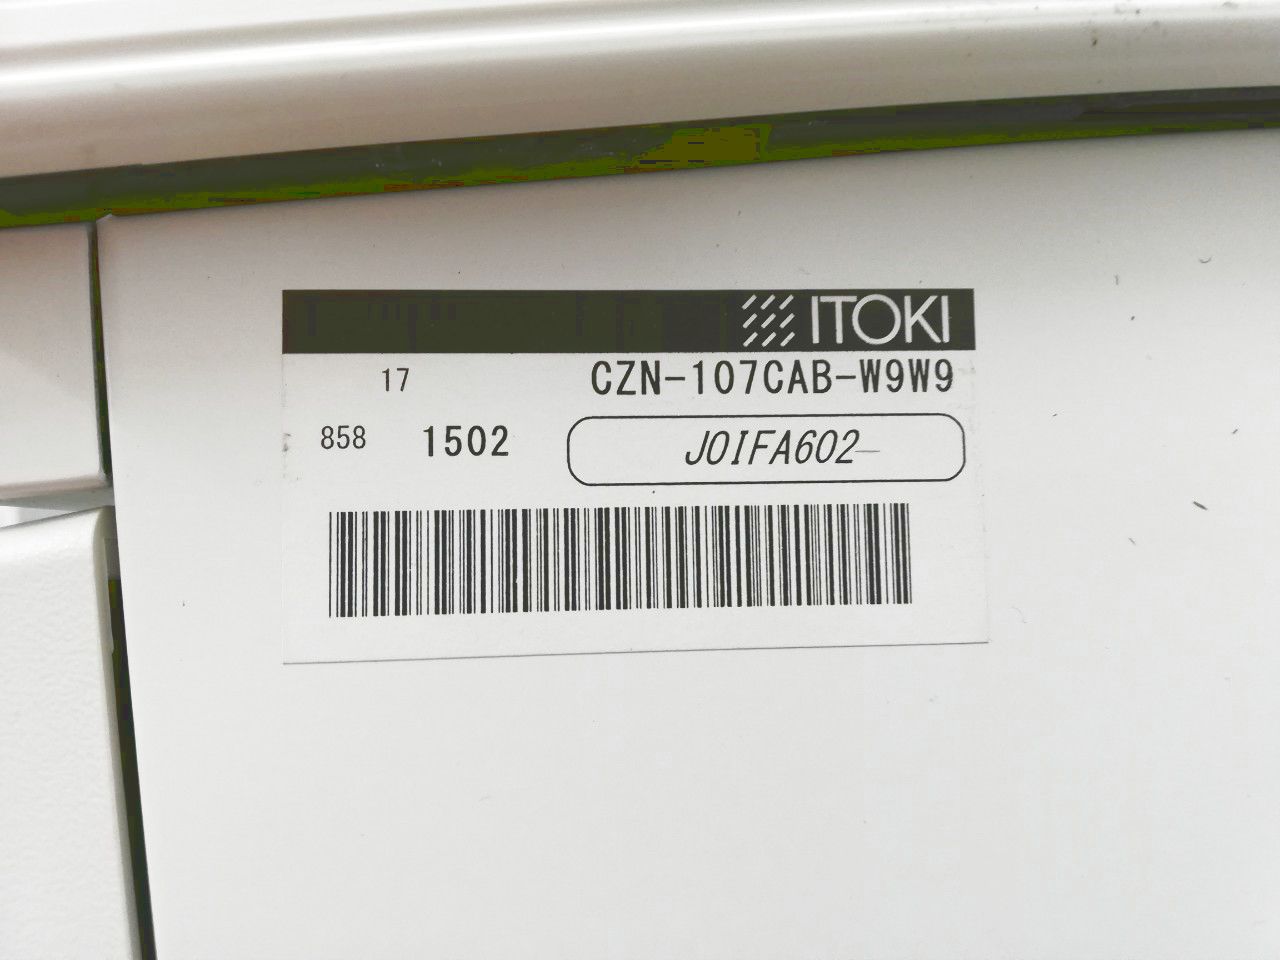 ITOKI
17 CZN-107CAB-W9W9
858 1502 J0IFA602-